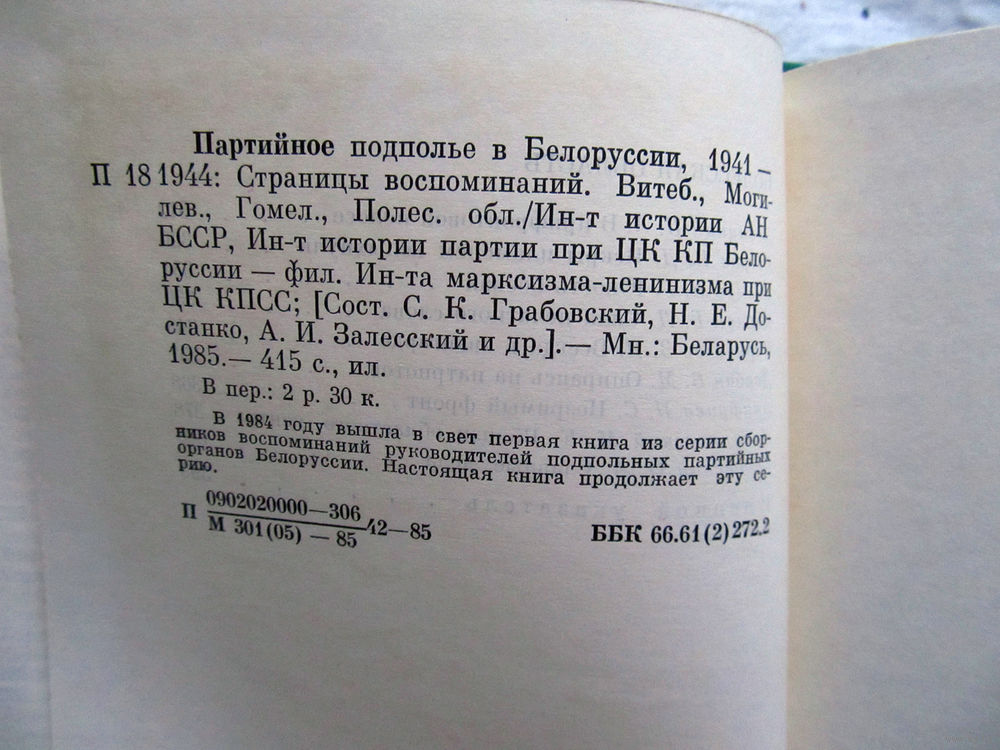 Партийное подполье в Белоруссии, 1941—
П 18 1944: Страницы воспоминаний. Витеб., Моги-
лев., Гомел., Полес. обл./Ин-т истории АН
БССР, Ин-т истории партии при ЦК КП Бело-
руссии — фил. Ин-та марксизма-ленинизма при
ЦК КПСС; [Сост. С. К. Грабовский, Н. Е. До-
станко, А. И. Залесский и др.].— Мн.: Беларусь,
1985.— 415 с., ил.
В пер.: 2 р. 30 к.
В 1984 году вышла в свет первая книга из серии сбор-
ников воспоминаний руководителей подпольных партийных
органов Белоруссии. Настоящая книга продолжает эту се-
рию.
П 0902020000—306
М 301(05) — 85 42—85
ББК 66.61(2)272.2